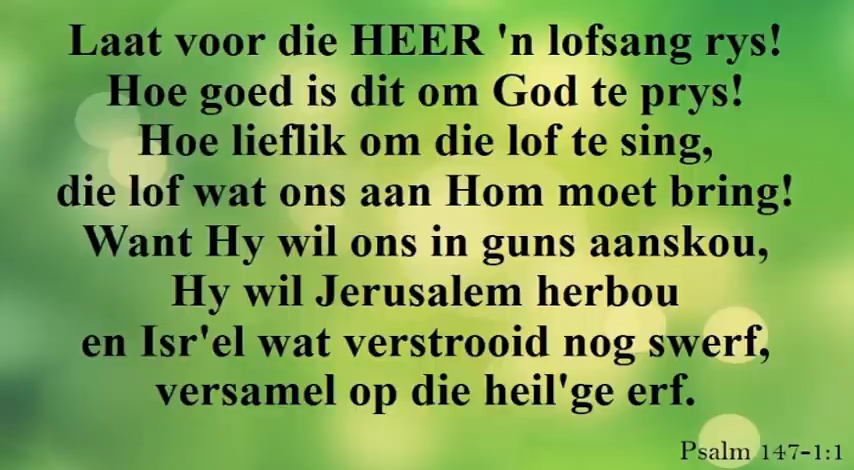 Laat voor die HEER 'n lofsang rys!
Hoe goed is dit om God te prys!
Hoe lieflik om die lof te sing,
die lof wat ons aan Hom moet bring!
Want Hy wil ons in guns aanskou,
Hy wil Jerusalem herbou
en Isr'el wat verstrooid nog swerf,
versamel op die heil'ge erf.
Psalm 147-1:1